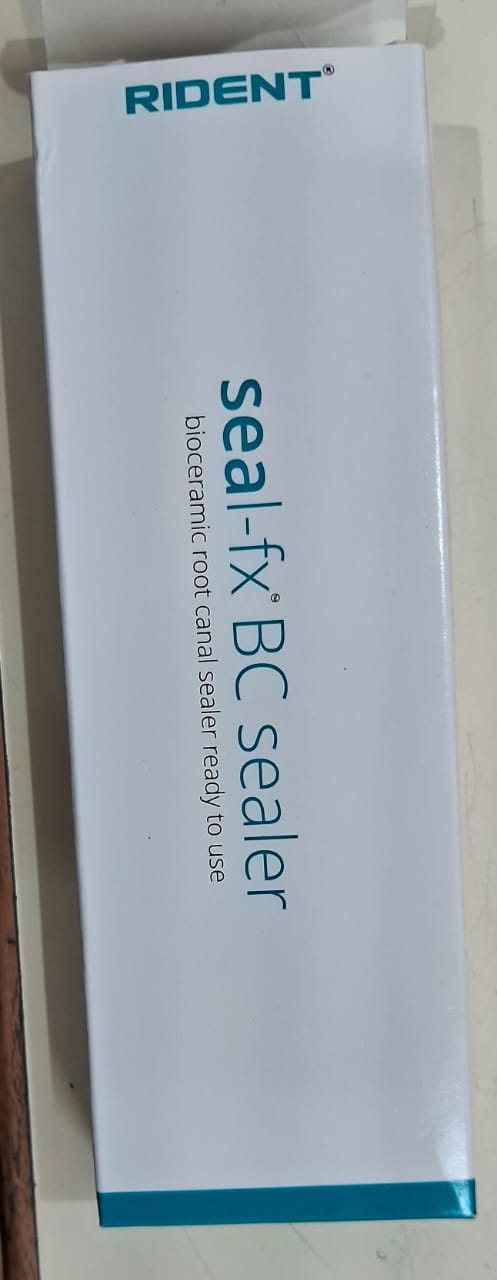 RIDENT®
seal-fx® BC sealer
bioceramic root canal sealer ready to use